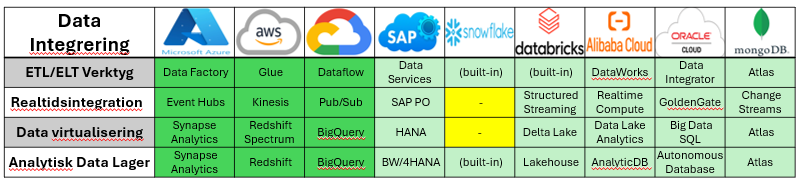 Data
Integrering
Microsoft Azure
aws
SAP
snowflake
databricks
Alibaba Cloud
ORACLE
CLOUD
mongoDB.
ETL/ELT Verktyg
Data Factory
Glue
Dataflow
Data
Services
(built-in)
(built-in)
DataWorks
Data
Integrator
Atlas
Realtidsintegration
Event Hubs
Kinesis
Pub/Sub
SAP PO
-
Structured
Streaming
Realtime
Compute
GoldenGate
Change
Streams
Data virtualisering
Synapse
Analytics
Redshift
Spectrum
BigQuery
HANA
-
Delta Lake
Data Lake
Analytics
Big Data
SQL
Atlas
Analytisk Data Lager
Synapse
Analytics
Redshift
BigQuery
BW/4HANA
(built-in)
Lakehouse
AnalyticDB
Autonomous
Database
Atlas